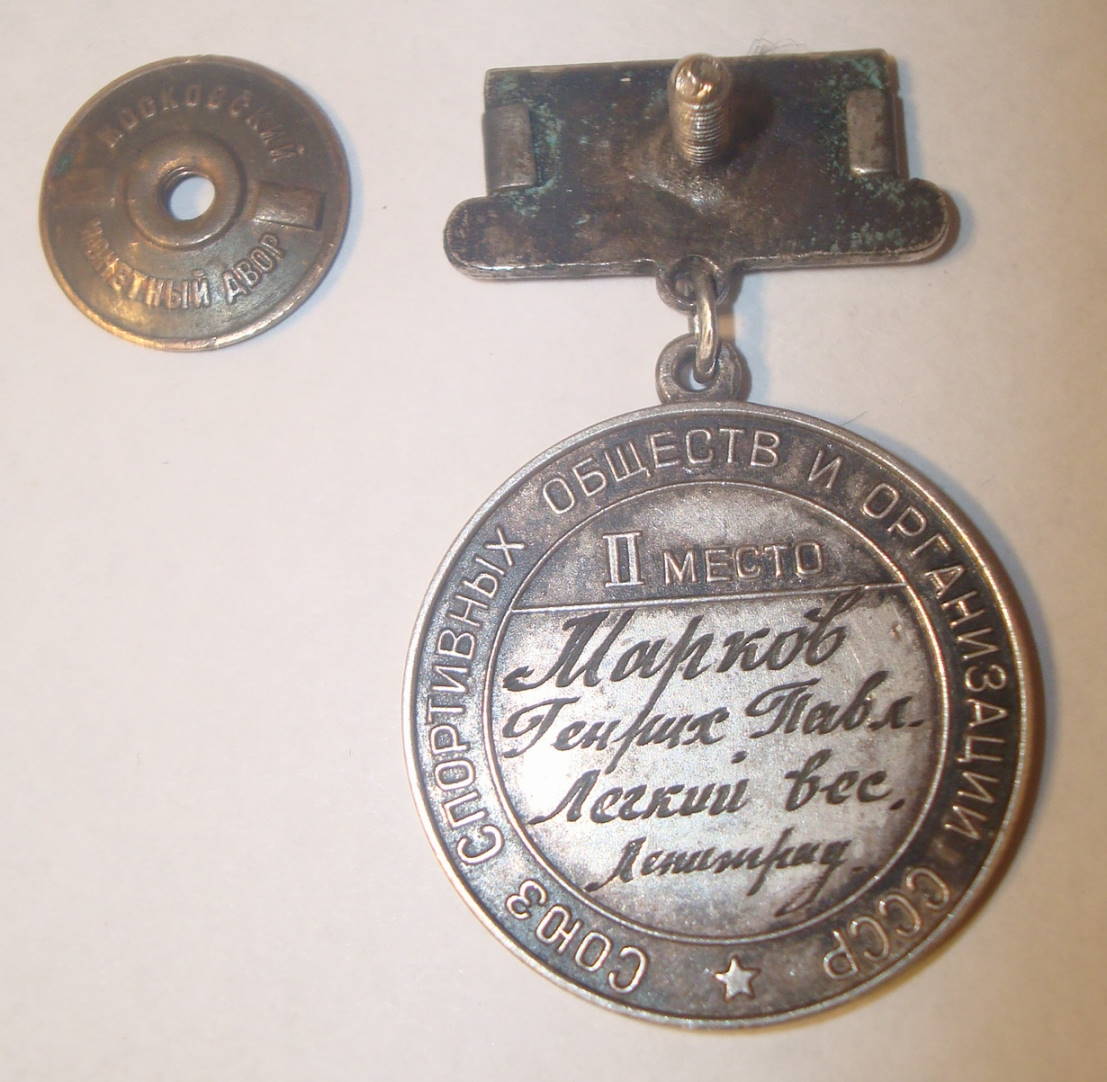 МОСКОВСКИЙ
МОНЕТНЫЙ ДВОР
СОЮЗ СПОРТИВНЫХ ОБЩЕСТВ И ОРГАНИЗАЦИЙ СССР
II МЕСТО
Марков
Генрих Павл.
Легкий вес.
Ленинград.